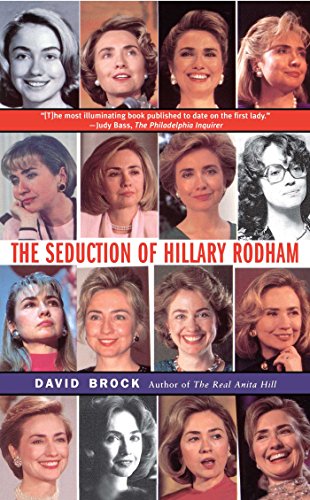 "[T]he most illuminating book published to date on the first lady."
—Judy Bass, The Philadelphia Inquirer
THE SEDUCTION OF HILLARY RODHAM
DAVID BROCK Author of The Real Anita Hill